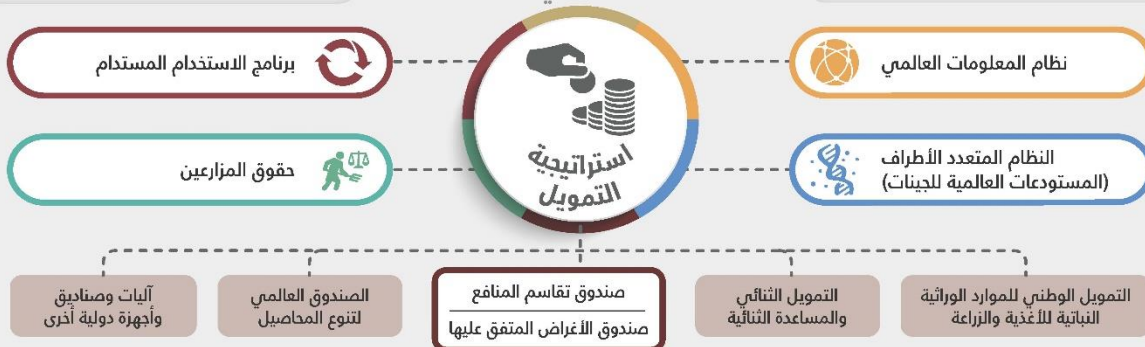 نظام المعلومات العالمي
برنامج الاستخدام المستدام
استراتيجية
التمويل
النظام المتعدد الأطراف
(المستودعات العالمية للجينات)
حقوق المزارعين
التمويل الوطني للموارد الوراثية
النباتية للأغذية والزراعة
التمويل الثنائي
والمساعدة الثنائية
صندوق تقاسم المنافع
صندوق الأغراض المتفق عليها
الصندوق العالمي
لتنوع المحاصيل
آليات وصناديق
وأجهزة دولية أخرى